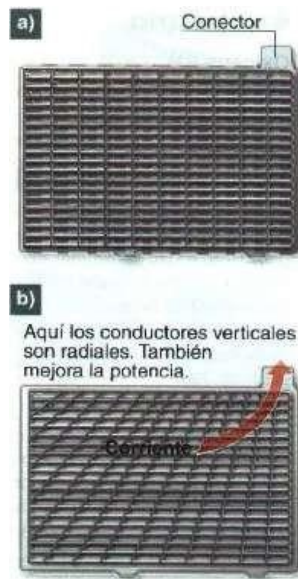 a)
Conector
b)
Aquí los conductores verticales
son radiales. También
mejora la potencia.
Corriente